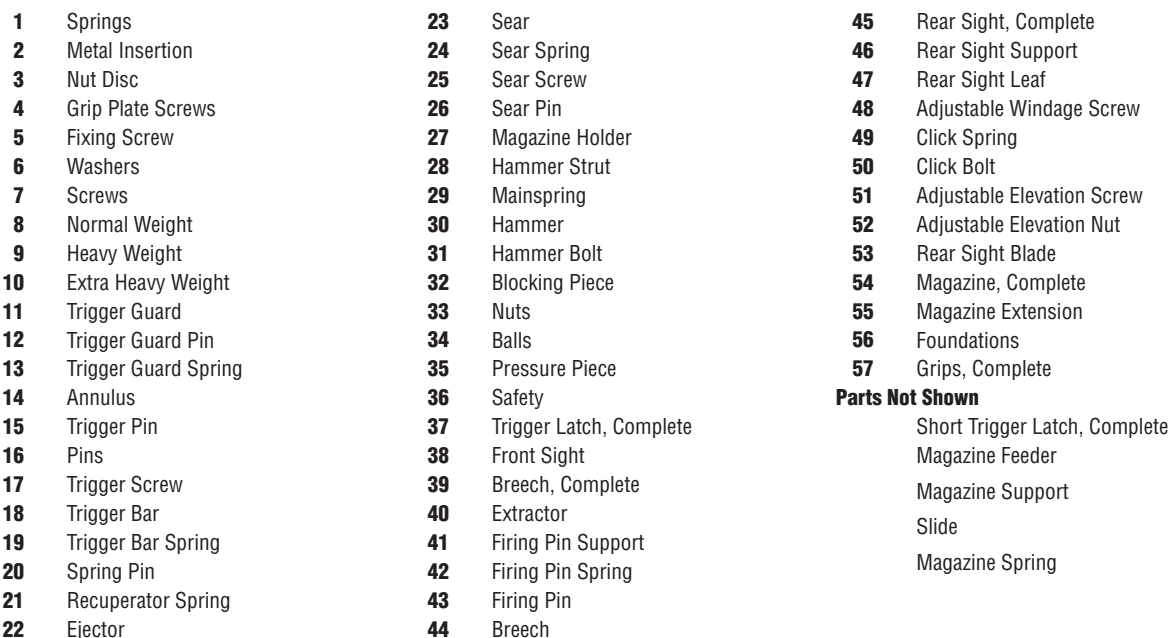 1 Springs
2 Metal Insertion
3 Nut Disc
4 Grip Plate Screws
5 Fixing Screw
6 Washers
7 Screws
8 Normal Weight
9 Heavy Weight
10 Extra Heavy Weight
11 Trigger Guard
12 Trigger Guard Pin
13 Trigger Guard Spring
14 Annulus
15 Trigger Pin
16 Pins
17 Trigger Screw
18 Trigger Bar
19 Trigger Bar Spring
20 Spring Pin
21 Recuperator Spring
22 Ejector
23 Sear
24 Sear Spring
25 Sear Screw
26 Sear Pin
27 Magazine Holder
28 Hammer Strut
29 Mainspring
30 Hammer
31 Hammer Bolt
32 Blocking Piece
33 Nuts
34 Balls
35 Pressure Piece
36 Safety
37 Trigger Latch, Complete
38 Front Sight
39 Breech, Complete
40 Extractor
41 Firing Pin Support
42 Firing Pin Spring
43 Firing Pin
44 Breech
45 Rear Sight, Complete
46 Rear Sight Support
47 Rear Sight Leaf
48 Adjustable Windage Screw
49 Click Spring
50 Click Bolt
51 Adjustable Elevation Screw
52 Adjustable Elevation Nut
53 Rear Sight Blade
54 Magazine, Complete
55 Magazine Extension
56 Foundations
57 Grips, Complete
Parts Not Shown
Short Trigger Latch, Complete
Magazine Feeder
Magazine Support
Slide
Magazine Spring